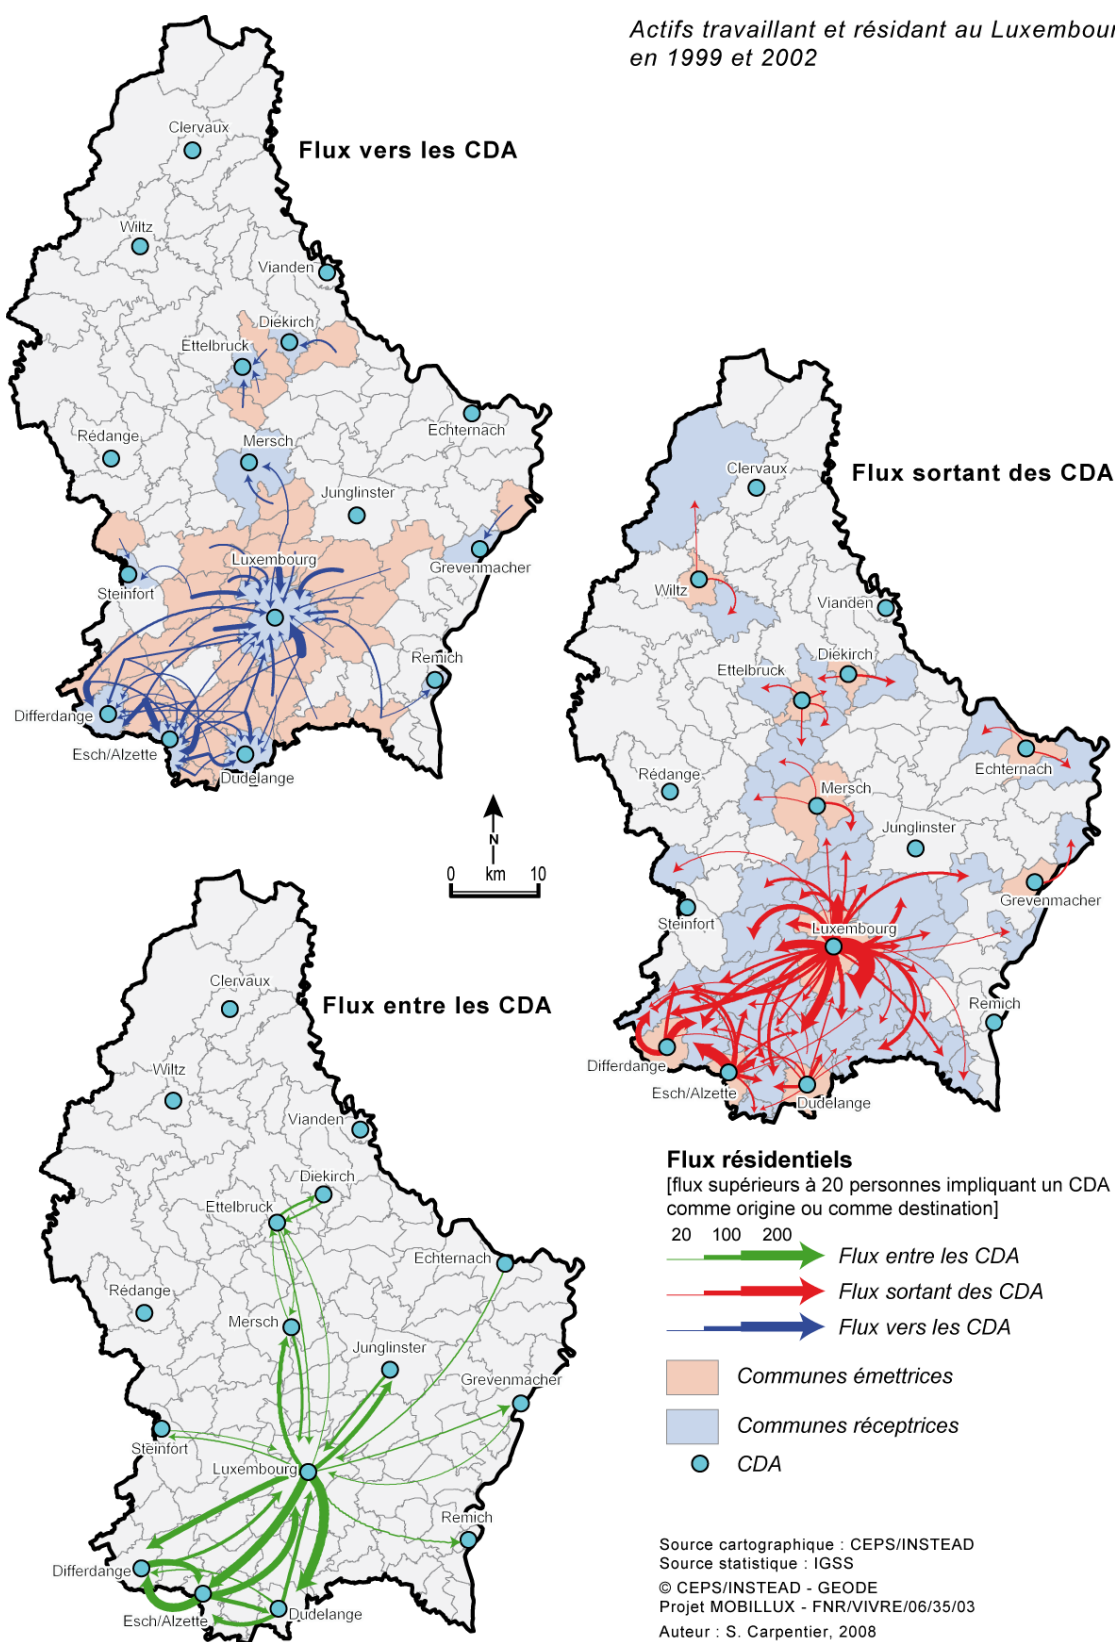 Actifs travaillant et résidant au Luxembour
en 1999 et 2002
Flux vers les CDA
Clervaux
Wiltz
Vianden
Diekirch
Ettelbruck
Echternach
Rédange
Mersch
Junglinster
Luxembourg
Grevenmacher
Steinfort
Remich
Differdange
Esch/Alzette
Dudelange
N
0 km 10
Flux sortant des CDA
Clervaux
Wiltz
Vianden
Diekirch
Ettelbruck
Echternach
Rédange
Mersch
Junglinster
Grevenmacher
Steinfort
Luxembourg
Remich
Differdange
Esch/Alzette
Dudelange
Flux entre les CDA
Clervaux
Wiltz
Vianden
Diekirch
Ettelbruck
Echternach
Rédange
Mersch
Junglinster
Grevenmacher
Steinfort
Luxembourg
Remich
Differdange
Esch/Alzette
Dudelange
Flux résidentiels
[flux supérieurs à 20 personnes impliquant un CDA
comme origine ou comme destination]
20 100 200
Flux entre les CDA
Flux sortant des CDA
Flux vers les CDA
Communes émettrices
Communes réceptrices
CDA
Source cartographique : CEPS/INSTEAD
Source statistique : IGSS
© CEPS/INSTEAD - GEODE
Projet MOBILLUX - FNR/VIVRE/06/35/03
Auteur : S. Carpentier, 2008